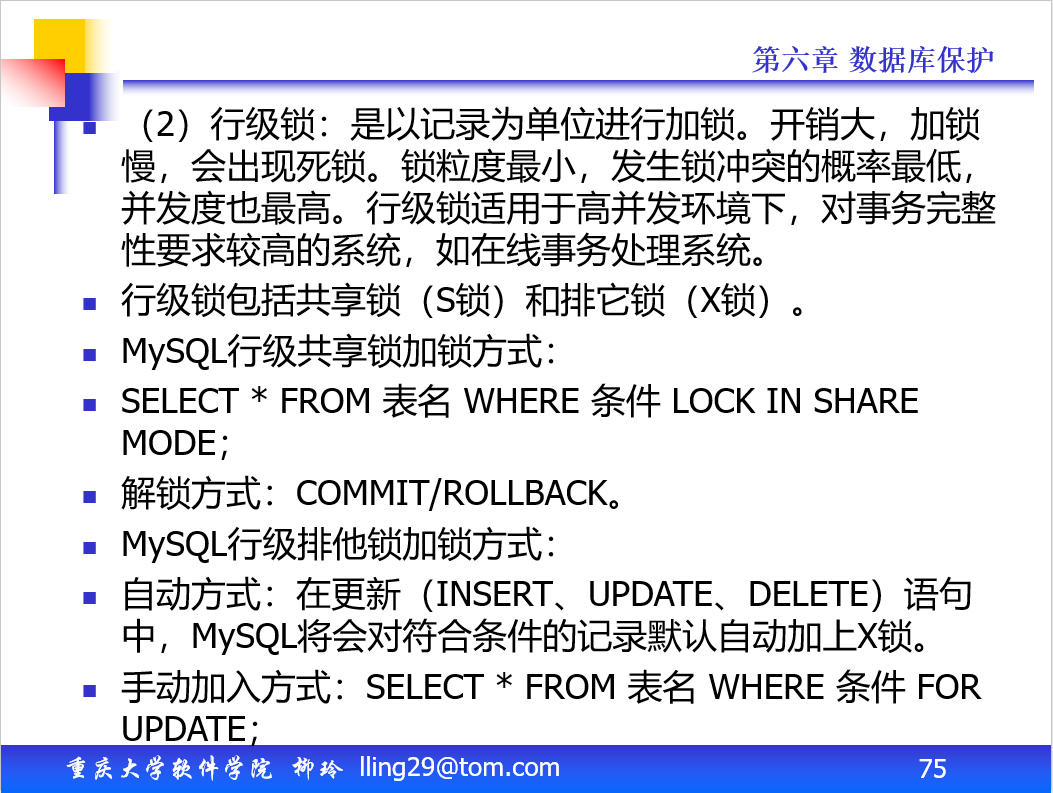 第六章 数据库保护
（2）行级锁：是以记录为单位进行加锁。开销大，加锁
慢，会出现死锁。锁粒度最小，发生锁冲突的概率最低，
并发度也最高。行级锁适用于高并发环境下，对事务完整
性要求较高的系统，如在线事务处理系统。
行级锁包括共享锁（S锁）和排它锁（X锁）。
MySQL行级共享锁加锁方式：
SELECT * FROM 表名 WHERE 条件 LOCK IN SHARE
MODE；
解锁方式：COMMIT/ROLLBACK。
MySQL行级排他锁加锁方式：
自动方式：在更新（INSERT、UPDATE、DELETE）语句
中，MySQL将会对符合条件的记录默认自动加上X锁。
手动加入方式：SELECT * FROM 表名 WHERE 条件 FOR
UPDATE；
重庆大学软件学院 柳玲 lling29@tom.com
75